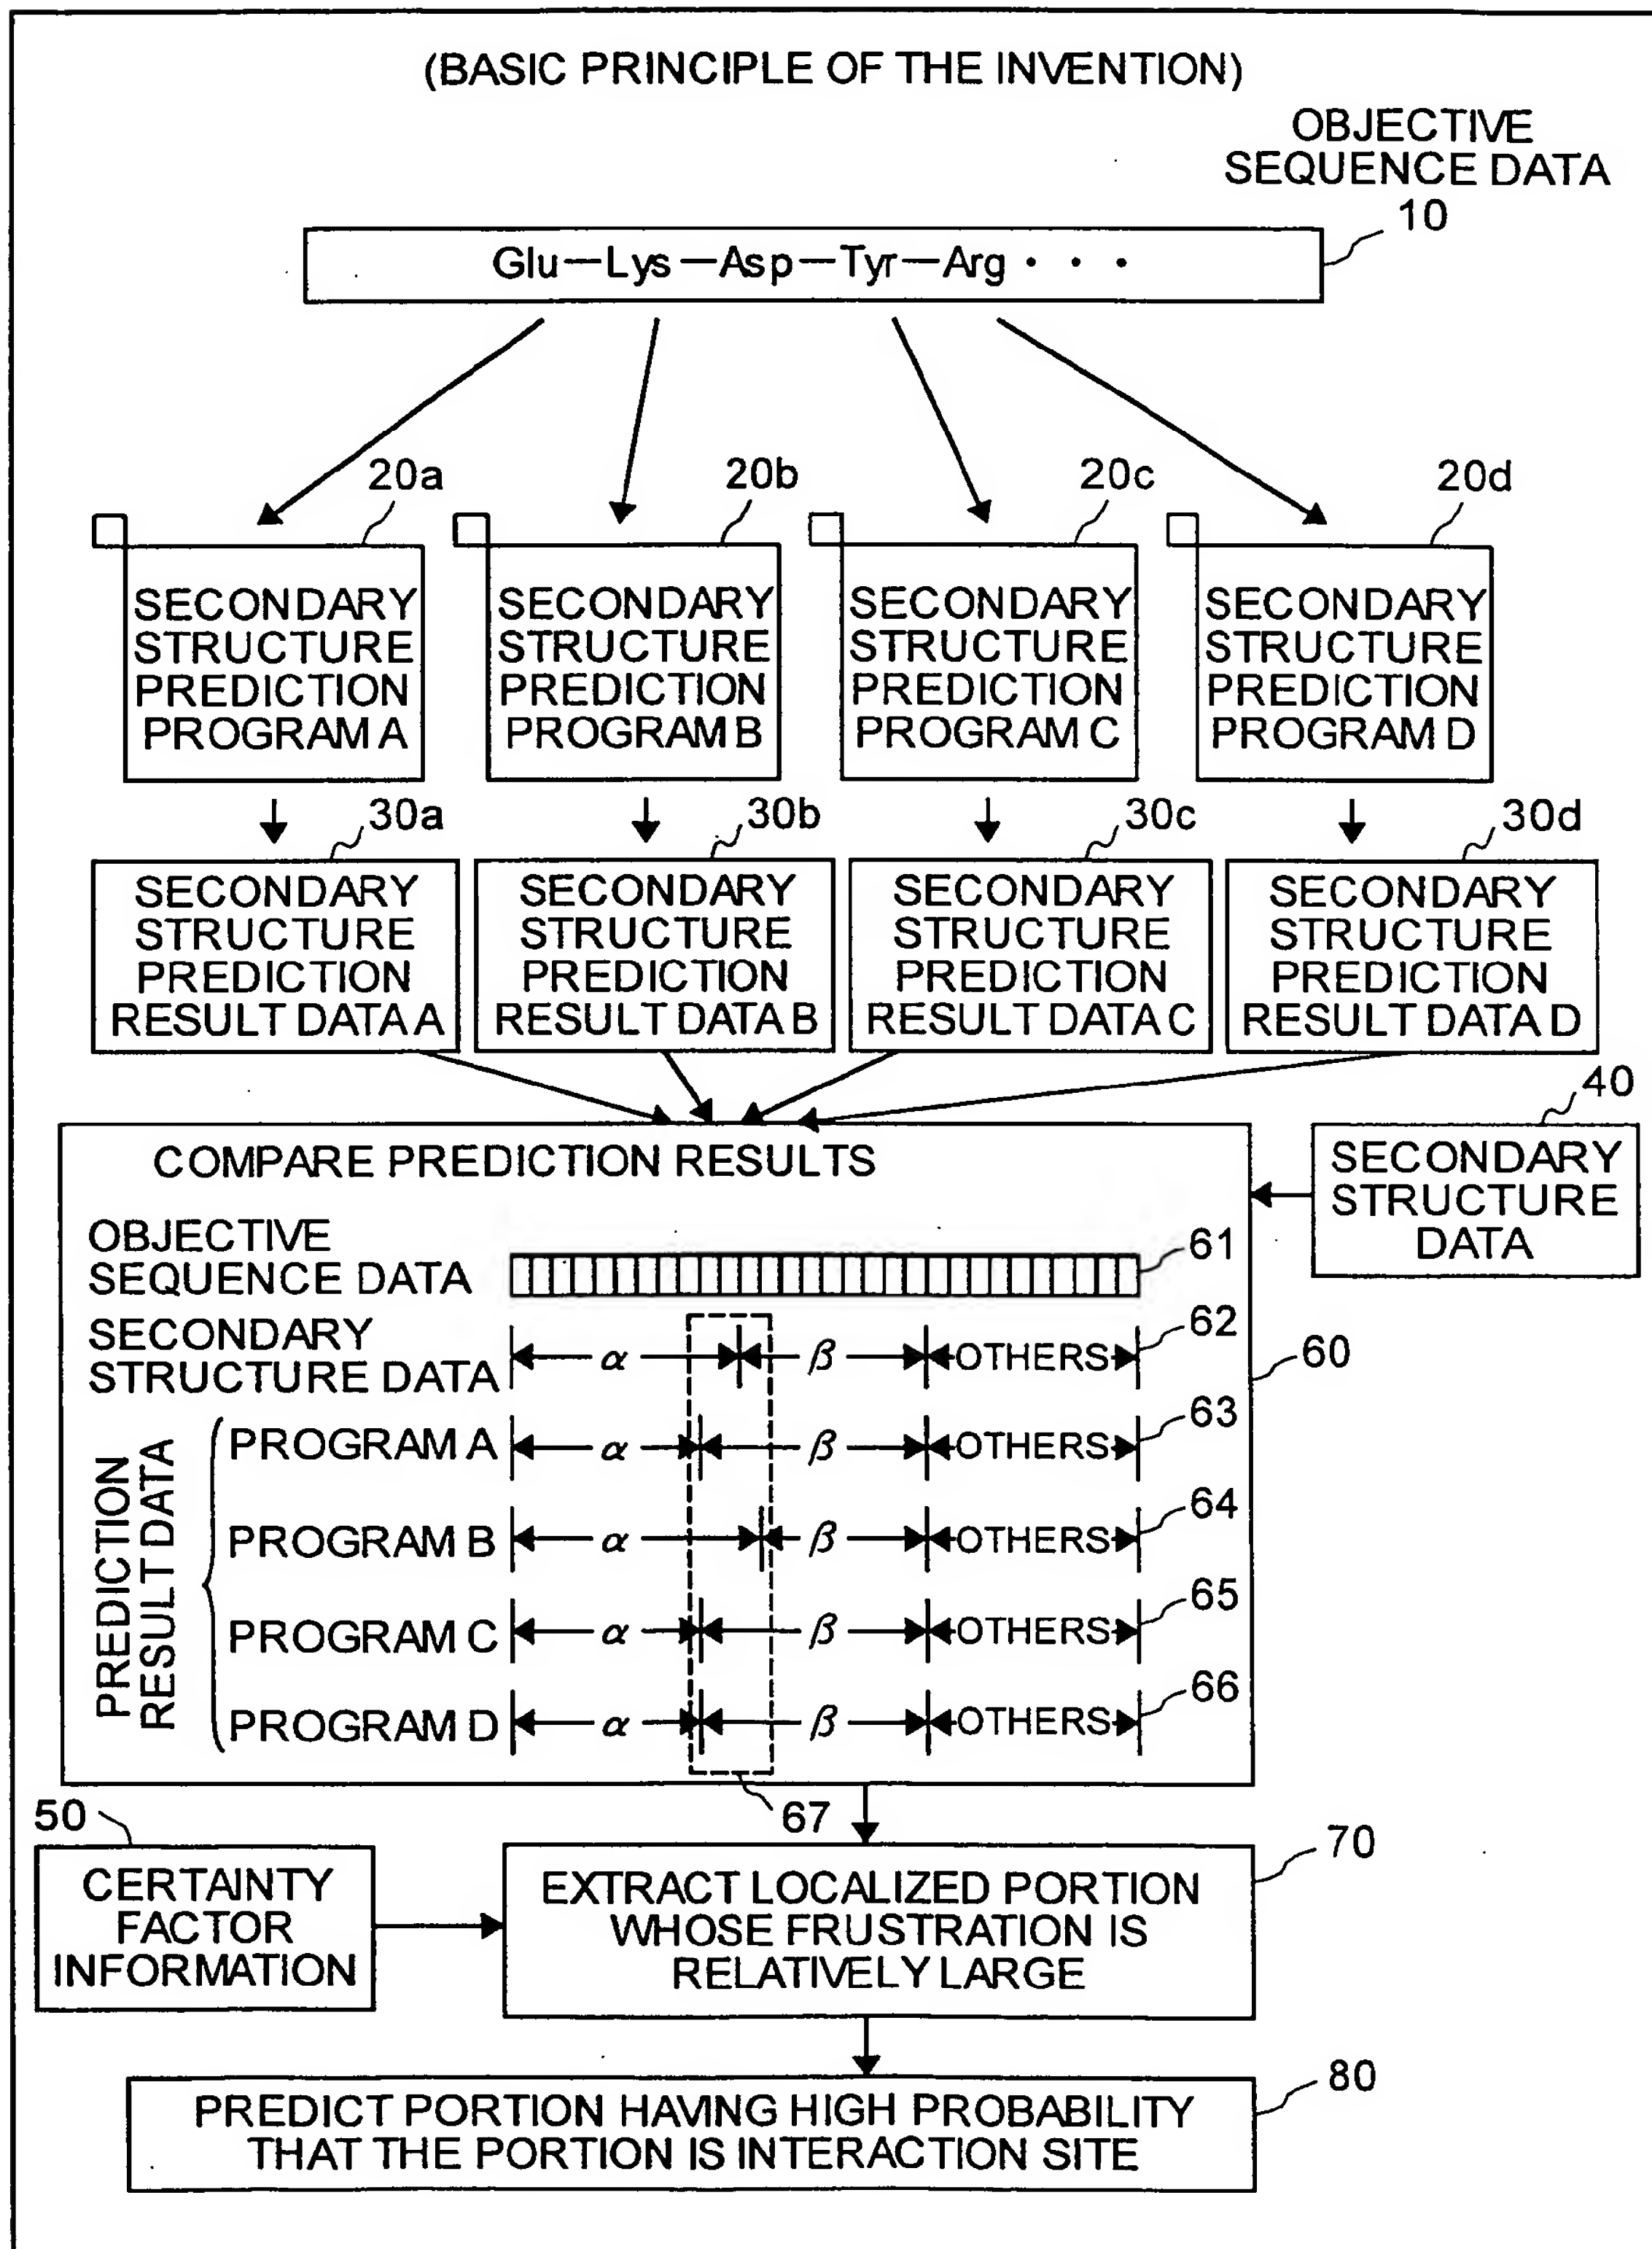 (BASIC PRINCIPLE OF THE INVENTION)
OBJECTIVE
SEQUENCE DATA
10
Glu—Lys—Asp—Tyr—Arg · · ·
20a
20b
20c
20d
SECONDARY
STRUCTURE
PREDICTION
PROGRAM A
SECONDARY
STRUCTURE
PREDICTION
PROGRAM B
SECONDARY
STRUCTURE
PREDICTION
PROGRAM C
SECONDARY
STRUCTURE
PREDICTION
PROGRAM D
30a
30b
30c
30d
SECONDARY
STRUCTURE
PREDICTION
RESULT DATA A
SECONDARY
STRUCTURE
PREDICTION
RESULT DATA B
SECONDARY
STRUCTURE
PREDICTION
RESULT DATA C
SECONDARY
STRUCTURE
PREDICTION
RESULT DATA D
40
SECONDARY
STRUCTURE
DATA
COMPARE PREDICTION RESULTS
OBJECTIVE
SEQUENCE DATA
61
SECONDARY
STRUCTURE DATA
α β OTHERS 62
60
PREDICTION
RESULT DATA
PROGRAM A α β OTHERS 63
PROGRAM B α β OTHERS 64
PROGRAM C α β OTHERS 65
PROGRAM D α β OTHERS 66
67
50
CERTAINTY
FACTOR
INFORMATION
70
EXTRACT LOCALIZED PORTION
WHOSE FRUSTRATION IS
RELATIVELY LARGE
80
PREDICT PORTION HAVING HIGH PROBABILITY
THAT THE PORTION IS INTERACTION SITE